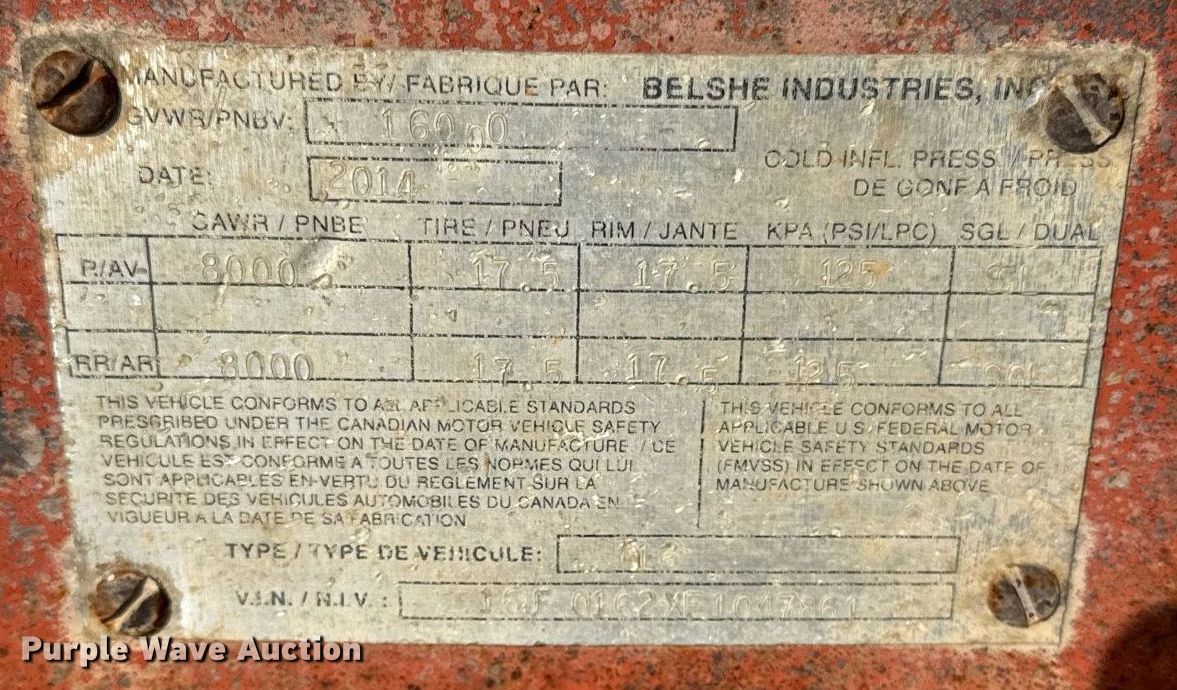 MANUFACTURED BY/ FABRIQUE PAR: BELSHE INDUSTRIES, INC
GVWR/PNBV: 16000
COLD INFL. PRESS / PRESS
DE GONF A FROID
DATE: 2014
GAWR / PNBE TIRE / PNEU RIM / JANTE KPA (PSI/LPC) SGL / DUAL
8000 17.5 17.5 125
RR/AR 8000 17.5 17.5 125
THIS VEHICLE CONFORMS TO ALL APPLICABLE STANDARDS
PRESCRIBED UNDER THE CANADIAN MOTOR VEHICLE SAFETY
REGULATIONS IN EFFECT ON THE DATE OF MANUFACTURE. / CE
VEHICULE EST CONFORME A TOUTES LES NORMES QUI LUI
SONT APPLICABLES EN VERTU DU REGLEMENT SUR LA
SECURITE DES VEHICULES AUTOMOBILES DU CANADA EN
VIGUEUR A LA DATE DE SA FABRICATION
THIS VEHICLE CONFORMS TO ALL
APPLICABLE U.S. FEDERAL MOTOR
VEHICLE SAFETY STANDARDS
(FMVSS) IN EFFECT ON THE DATE OF
MANUFACTURE SHOWN ABOVE
TYPE / TYPE DE VEHICULE:
V.I.N. / N.I.V. :
Purple Wave Auction